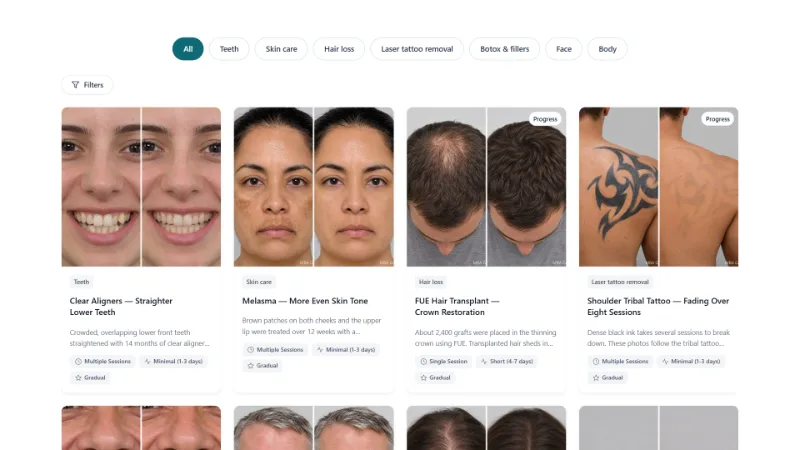 All
Teeth
Skin care
Hair loss
Laser tattoo removal
Botox & fillers
Face
Body
Filters
Progress
Progress
Teeth
Clear Aligners — Straighter
Lower Teeth
Crowded, overlapping lower front teeth
straightened with 14 months of clear aligner...
Multiple Sessions
Minimal (1-3 days)
Gradual
Skin care
Melasma — More Even Skin Tone
Brown patches on both cheeks and the upper
lip were treated over 12 weeks with a...
Multiple Sessions
Minimal (1-3 days)
Gradual
Hair loss
FUE Hair Transplant —
Crown Restoration
About 2,400 grafts were placed in the thinning
crown using FUE. Transplanted hair sheds in...
Single Session
Short (4-7 days)
Gradual
Laser tattoo removal
Shoulder Tribal Tattoo — Fading Over
Eight Sessions
Dense black ink takes several sessions to break
down. These photos follow the tribal tattoo...
Multiple Sessions
Minimal (1-3 days)
Gradual